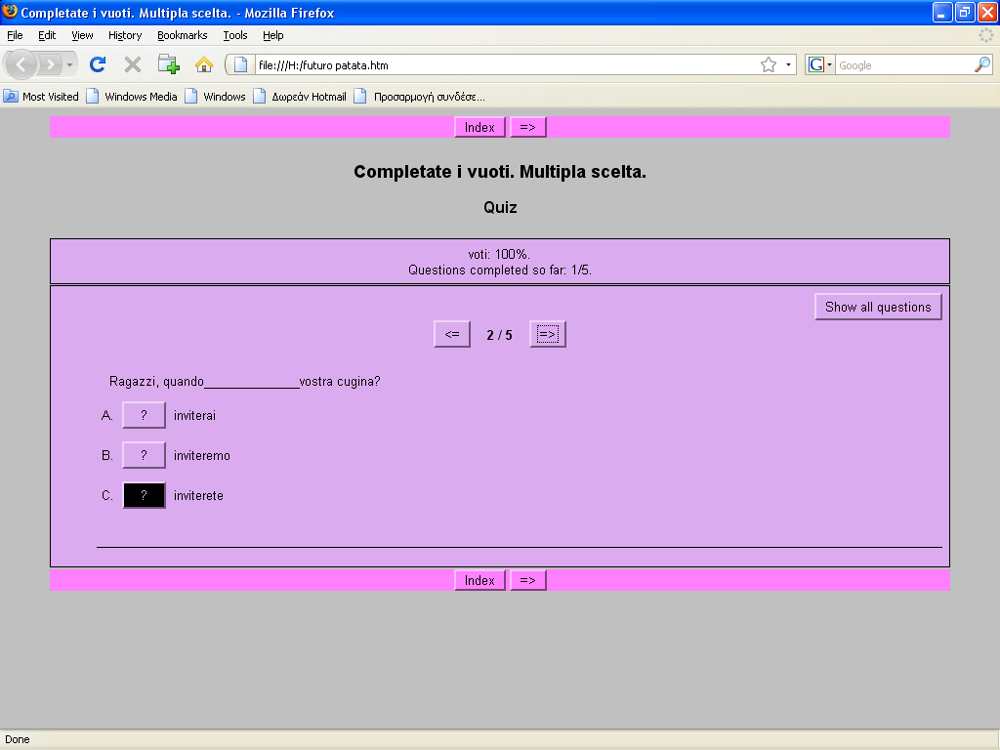 Completate i vuoti. Multipla scelta. - Mozilla Firefox
File Edit View History Bookmarks Tools Help
file:///H:/futuro patata.htm
G Google
Most Visited Windows Media Windows Δωρεάν Hotmail Προσαρμογή συνδέσε...
Index =>
Completate i vuoti. Multipla scelta.
Quiz
voti: 100%.
Questions completed so far: 1/5.
Show all questions
<= 2 / 5 =>
Ragazzi, quando______________vostra cugina?
A. ? inviterai
B. ? inviteremo
C. ? inviterete
Index =>
Done